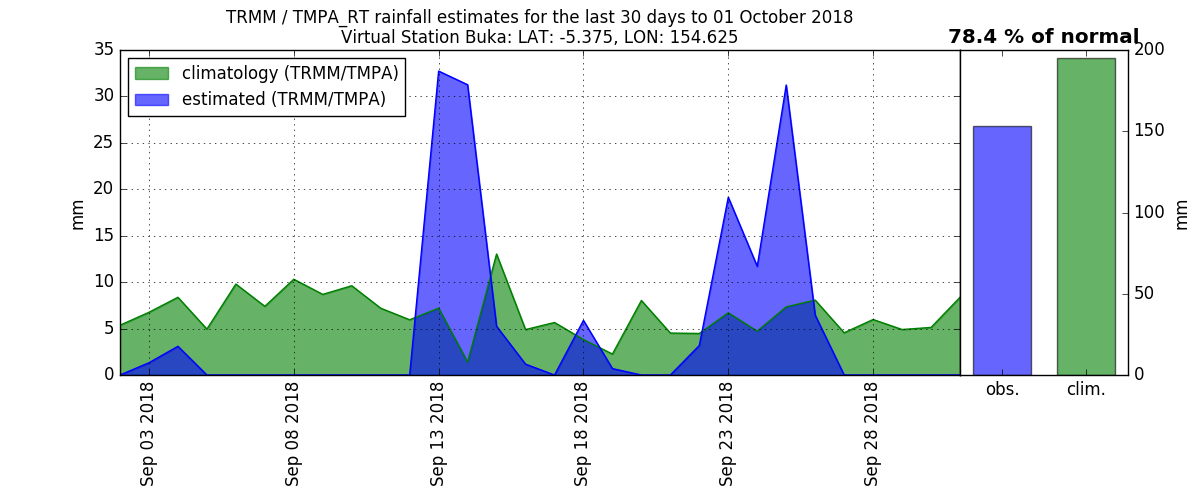 TRMM / TMPA_RT rainfall estimates for the last 30 days to 01 October 2018
Virtual Station Buka: LAT: -5.375, LON: 154.625
78.4 % of normal
climatology (TRMM/TMPA)
estimated (TRMM/TMPA)
mm
35
30
25
20
15
10
5
0
Sep 03 2018
Sep 08 2018
Sep 13 2018
Sep 18 2018
Sep 23 2018
Sep 28 2018
200
150
100
50
0
mm
obs.
clim.